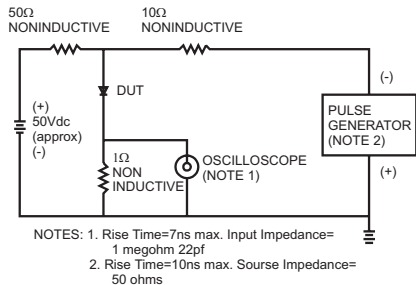 50Ω
NONINDUCTIVE
10Ω
NONINDUCTIVE
(+)
50Vdc
(approx)
(-)
DUT
1Ω
NON
INDUCTIVE
OSCILLOSCOPE
(NOTE 1)
(-)
PULSE
GENERATOR
(NOTE 2)
(+)
NOTES: 1. Rise Time=7ns max. Input Impedance=
1 megohm 22pf
2. Rise Time=10ns max. Sourse Impedance=
50 ohms